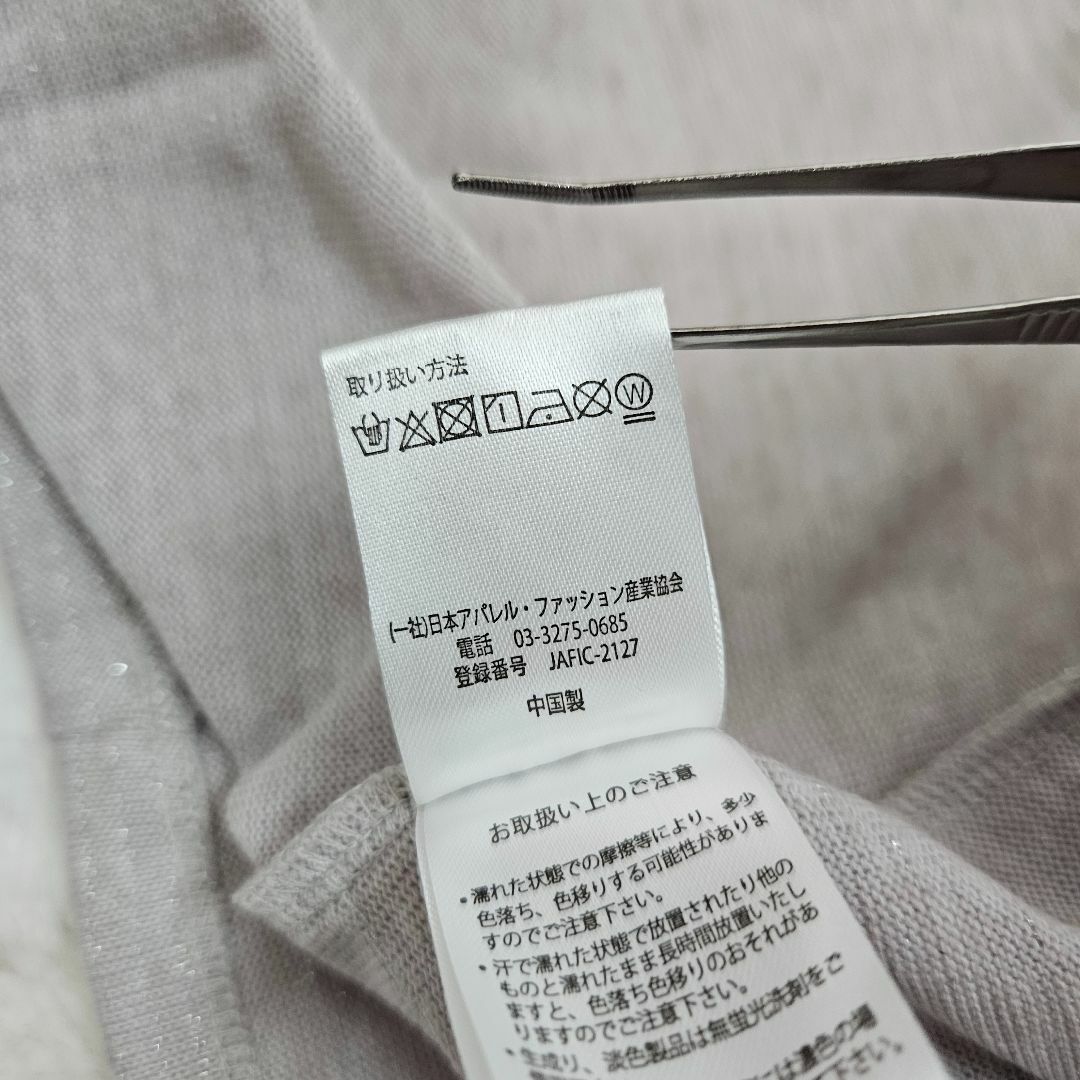 取り扱い方法
W
(一社)日本アパレル・ファッション産業協会
電話 03-3275-0685
登録番号 JAFIC-2127
中国製
お取扱い上のご注意
・濡れた状態での摩擦等により、多少
色落ち、色移りする可能性がありま
すのでご注意下さい。
・汗で濡れた状態で放置されたり他の
ものと濡れたまま長時間放置いたし
ますと、色落ち色移りのおそれがあ
りますのでご注意下さい。
・生成り、淡色製品は無蛍光洗剤をご
は濃色の場
下さい。